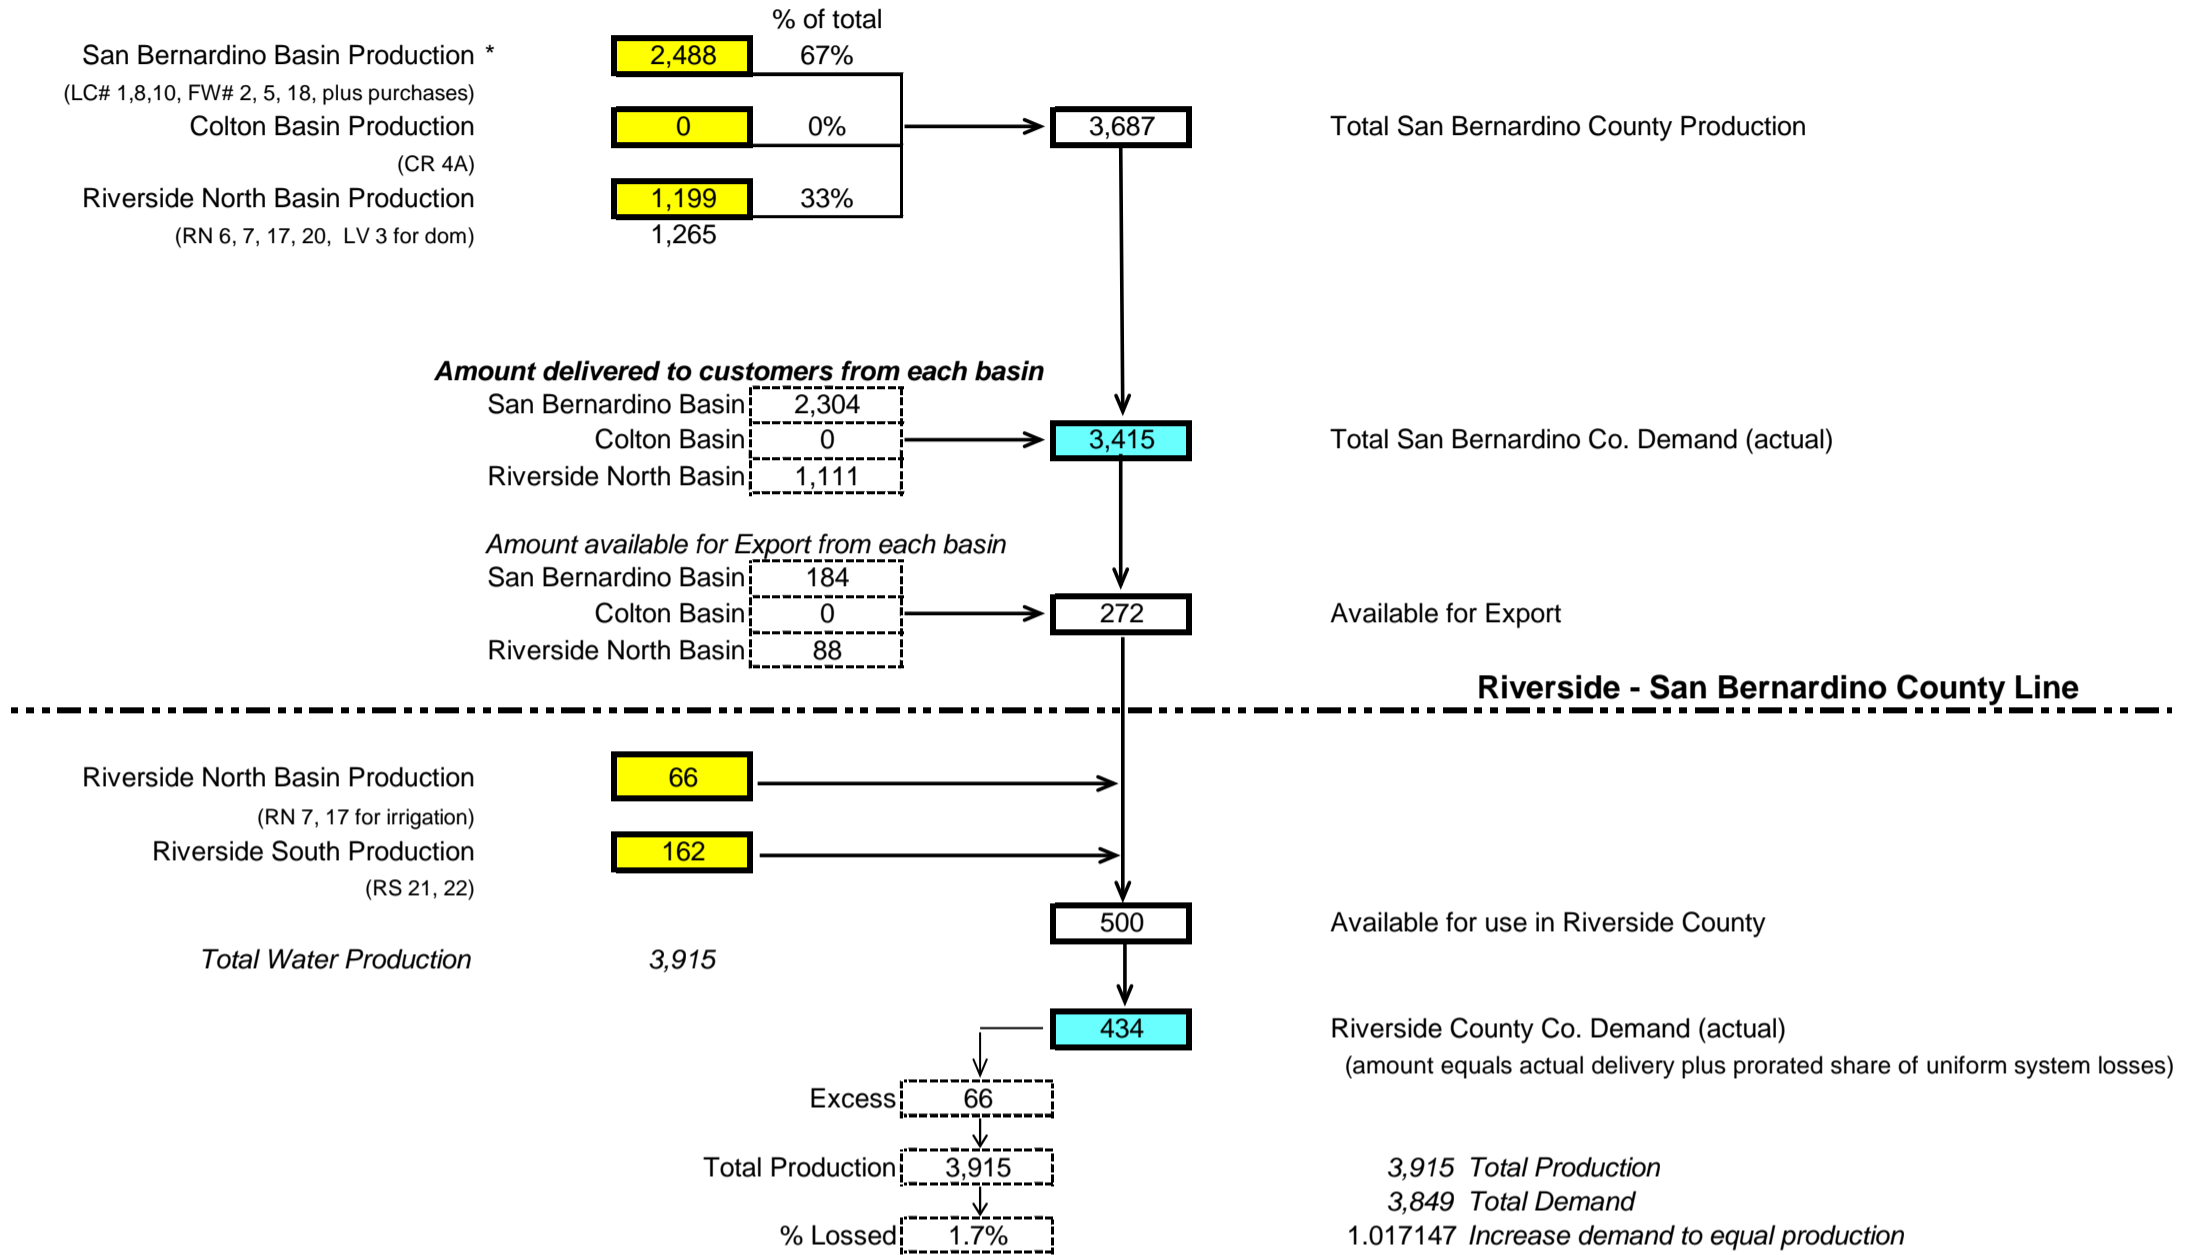 % of total
San Bernardino Basin Production * 2,488 67%
(LC# 1,8,10, FW# 2, 5, 18, plus purchases)
Colton Basin Production 0 0% 3,687 Total San Bernardino County Production
(CR 4A)
Riverside North Basin Production 1,199 33%
(RN 6, 7, 17, 20, LV 3 for dom) 1,265
Amount delivered to customers from each basin
San Bernardino Basin 2,304
Colton Basin 0 3,415 Total San Bernardino Co. Demand (actual)
Riverside North Basin 1,111
Amount available for Export from each basin
San Bernardino Basin 184
Colton Basin 0 272 Available for Export
Riverside North Basin 88
Riverside - San Bernardino County Line
Riverside North Basin Production 66
(RN 7, 17 for irrigation)
Riverside South Production 162
(RS 21, 22)
500 Available for use in Riverside County
Total Water Production 3,915
434 Riverside County Co. Demand (actual)
(amount equals actual delivery plus prorated share of uniform system losses)
Excess 66
Total Production 3,915 3,915 Total Production
3,849 Total Demand
% Lossed 1.7% 1.017147 Increase demand to equal production